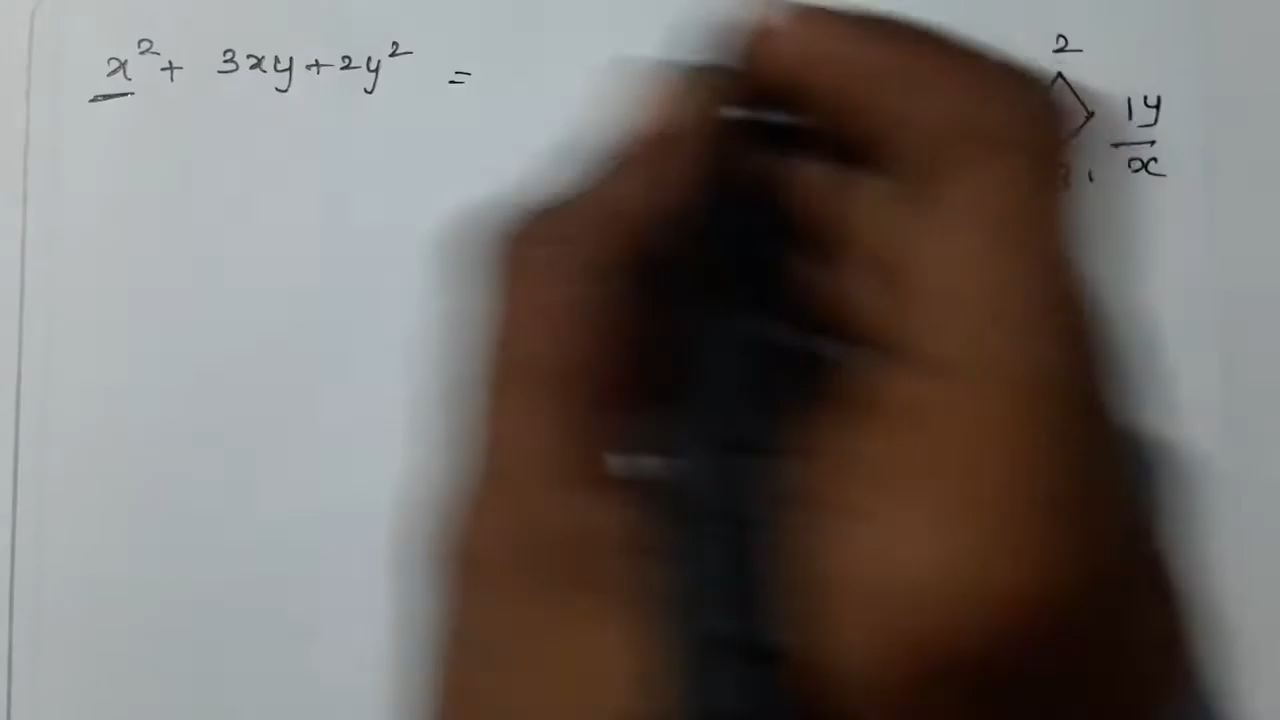 x² + 3xy + 2y² =
2
1y
x